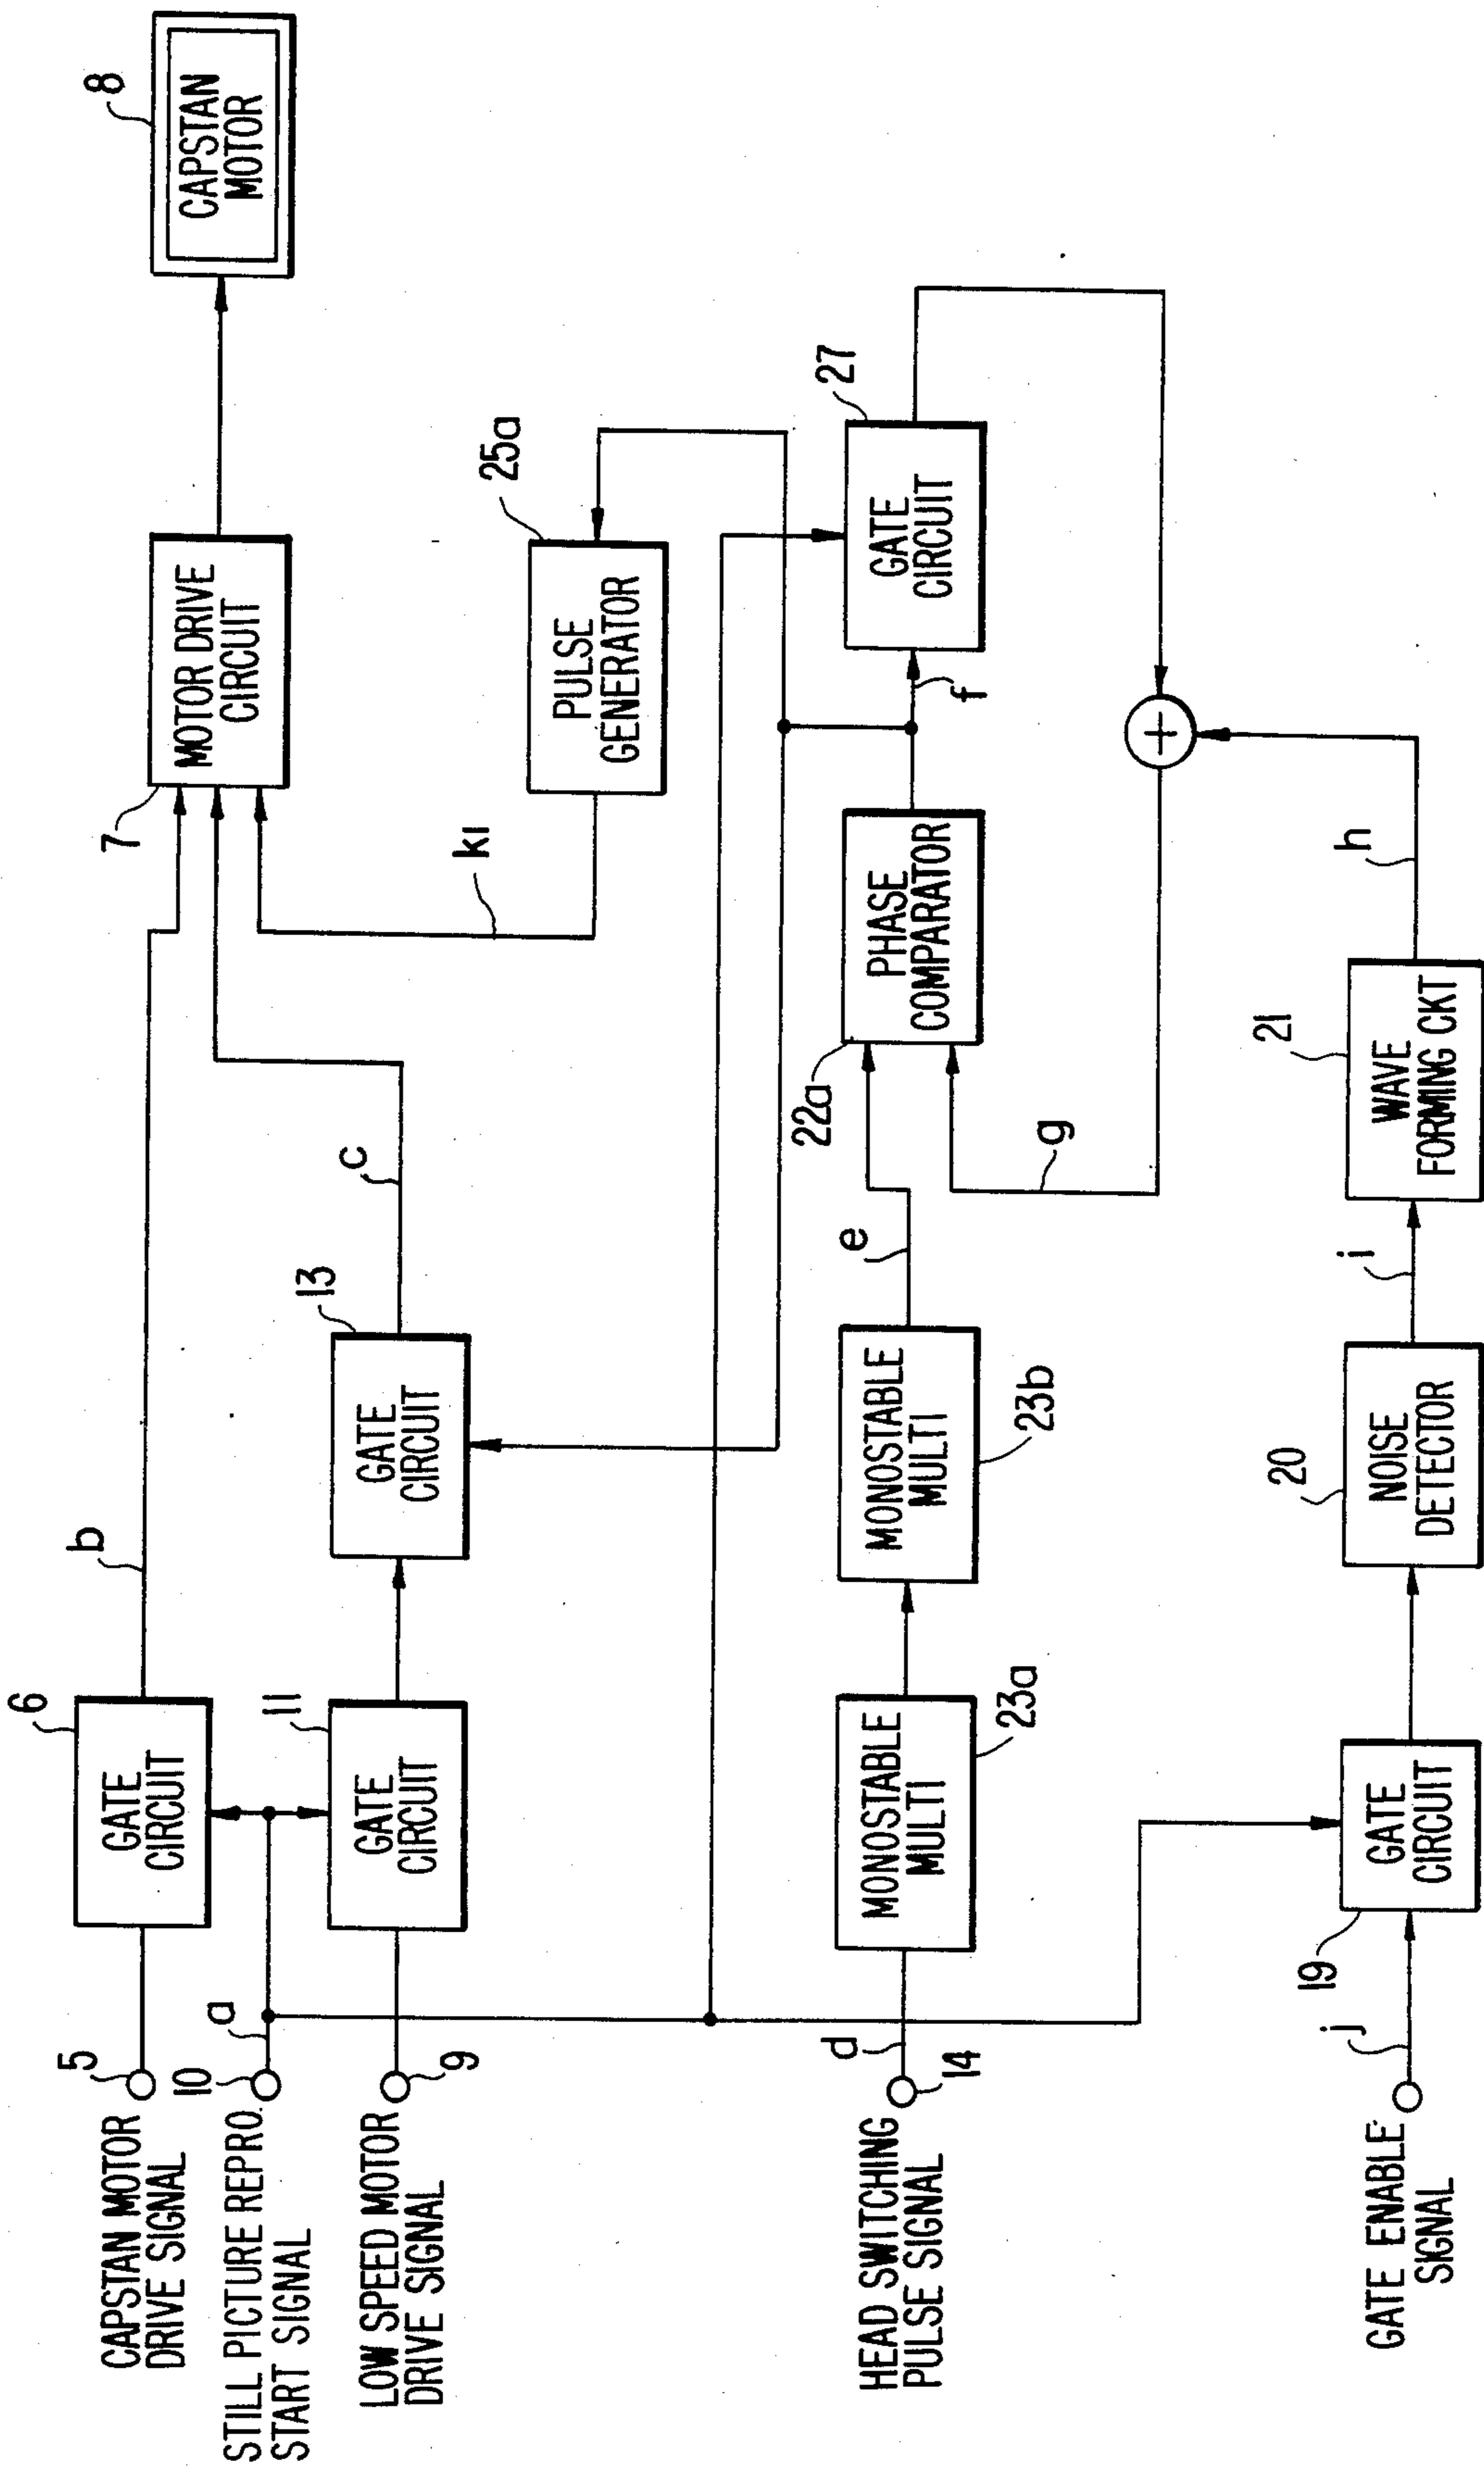 CAPSTAN MOTOR
DRIVE SIGNAL
5
6
GATE
CIRCUIT
b
7
MOTOR DRIVE
CIRCUIT
8
CAPSTAN
MOTOR
STILL PICTURE REPRO.
START SIGNAL
10
a
LOW SPEED MOTOR
DRIVE SIGNAL
9
11
GATE
CIRCUIT
13
GATE
CIRCUIT
c
k1
25a
PULSE
GENERATOR
HEAD SWITCHING
PULSE SIGNAL
14
d
MONOSTABLE
MULTI
23a
MONOSTABLE
MULTI
23b
e
22a
PHASE
COMPARATOR
f
27
GATE
CIRCUIT
g
+
h
GATE ENABLE
SIGNAL
j
19
GATE
CIRCUIT
20
NOISE
DETECTOR
i
21
WAVE
FORMING CKT